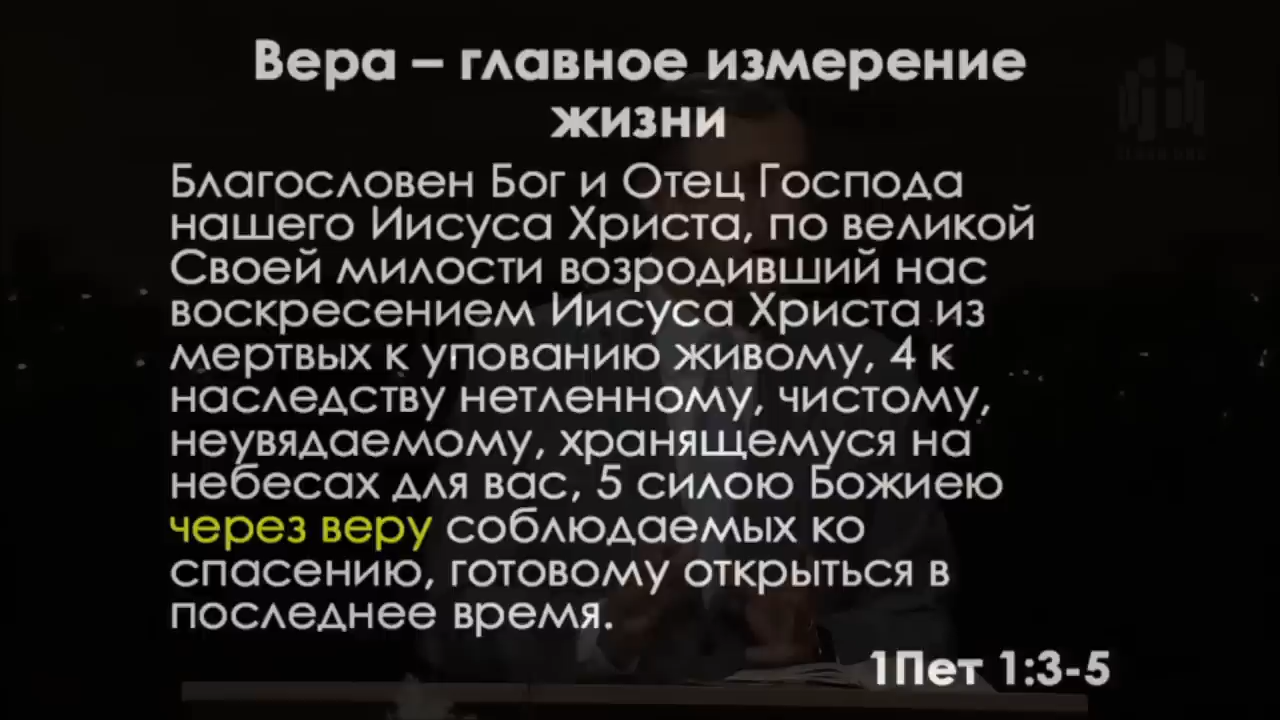 Вера – главное измерение
жизни
Благословен Бог и Отец Господа
нашего Иисуса Христа, по великой
Своей милости возродивший нас
воскресением Иисуса Христа из
мертвых к упованию живому, 4 к
наследству нетленному, чистому,
неувядаемому, хранящемуся на
небесах для вас, 5 силою Божиею
через веру соблюдаемых ко
спасению, готовому открыться в
последнее время.
1Пет 1:3-5